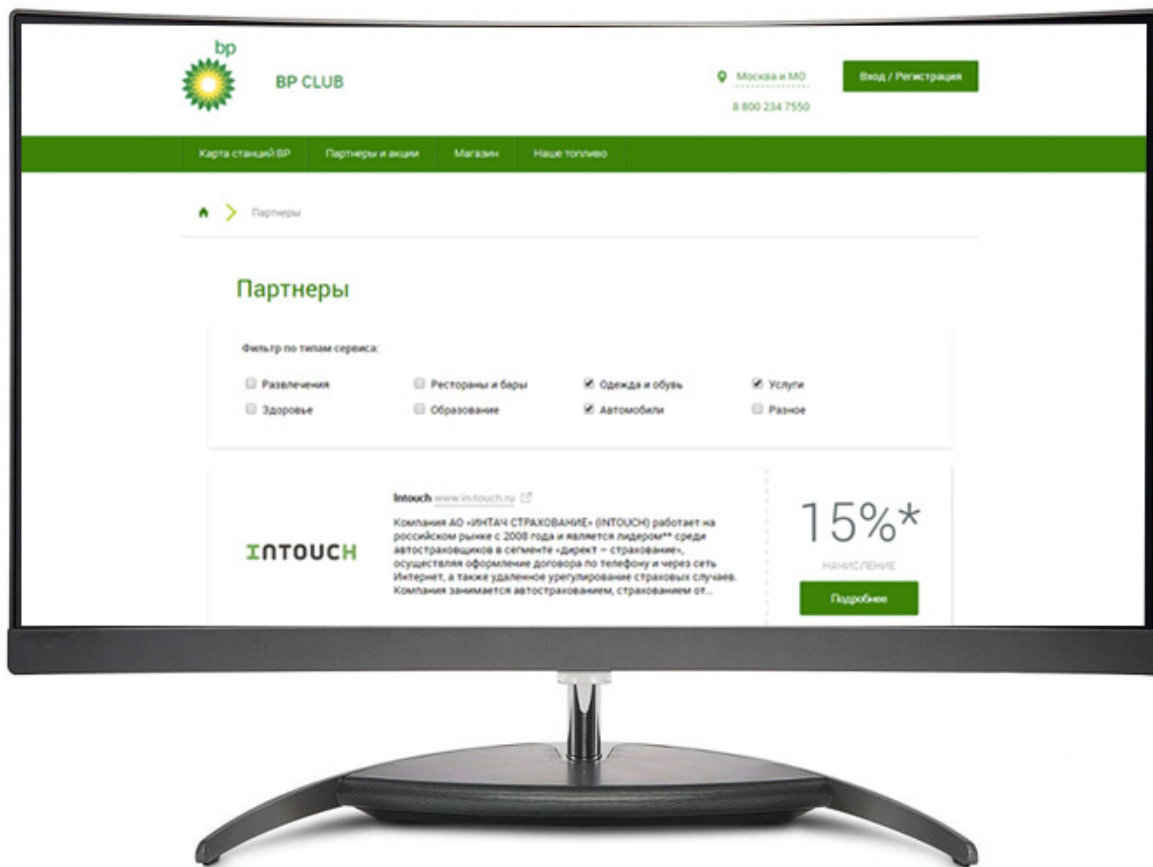 bp
BP CLUB
Москва и МО
Вход / Регистрация
8 800 234 7550
Карта станций BP
Партнеры и акции
Магазин
Наше топливо
Партнеры
Партнеры
Фильтр по типам сервиса:
Развлечения
Рестораны и бары
Одежда и обувь
Услуги
Здоровье
Образование
Автомобили
Разное
INTOUCH
Intouch www.in-touch.ru
Компания АО «ИНТАЧ СТРАХОВАНИЕ» (INTOUCH) работает на
российском рынке с 2008 года и является лидером** среди
автостраховщиков в сегменте «директ – страхование»,
осуществляя оформление договора по телефону и через сеть
Интернет, а также удаленное урегулирование страховых случаев.
Компания занимается автострахованием, страхованием от...
15%*
НАЧИСЛЕНИЕ
Подробнее